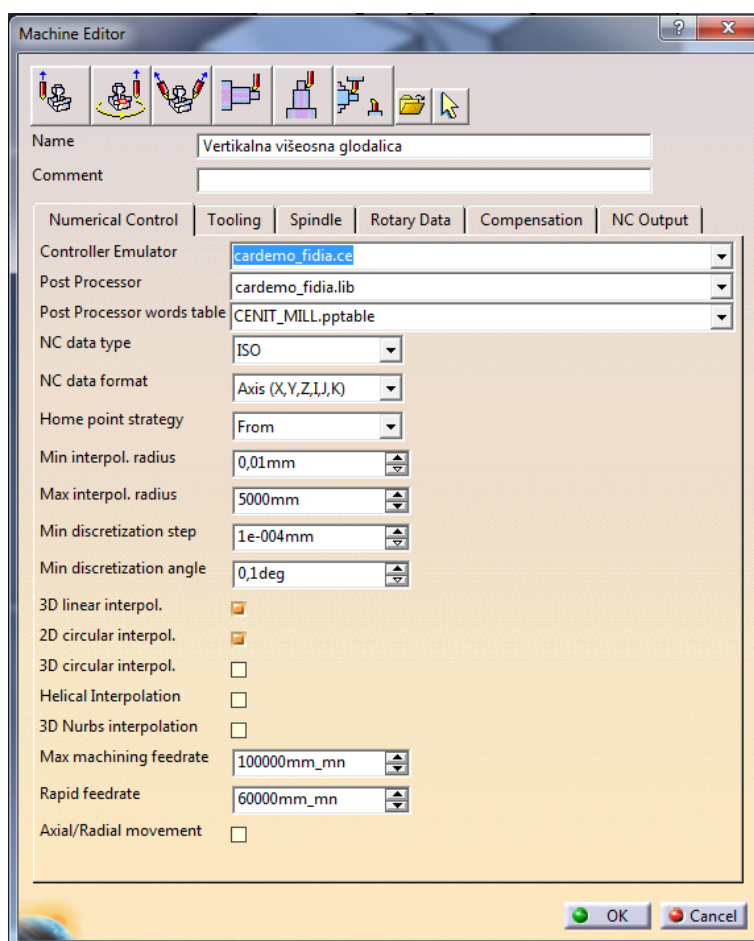 Machine Editor
Name Vertikalna višeosna glodalica
Comment
Numerical Control Tooling Spindle Rotary Data Compensation NC Output
Controller Emulator cardemo_fidia.ce
Post Processor cardemo_fidia.lib
Post Processor words table CENIT_MILL.pptable
NC data type ISO
NC data format Axis (X,Y,Z,I,J,K)
Home point strategy From
Min interpol. radius 0,01mm
Max interpol. radius 5000mm
Min discretization step 1e-004mm
Min discretization angle 0,1deg
3D linear interpol.
2D circular interpol.
3D circular interpol.
Helical Interpolation
3D Nurbs interpolation
Max machining feedrate 100000mm_mn
Rapid feedrate 60000mm_mn
Axial/Radial movement
OK Cancel